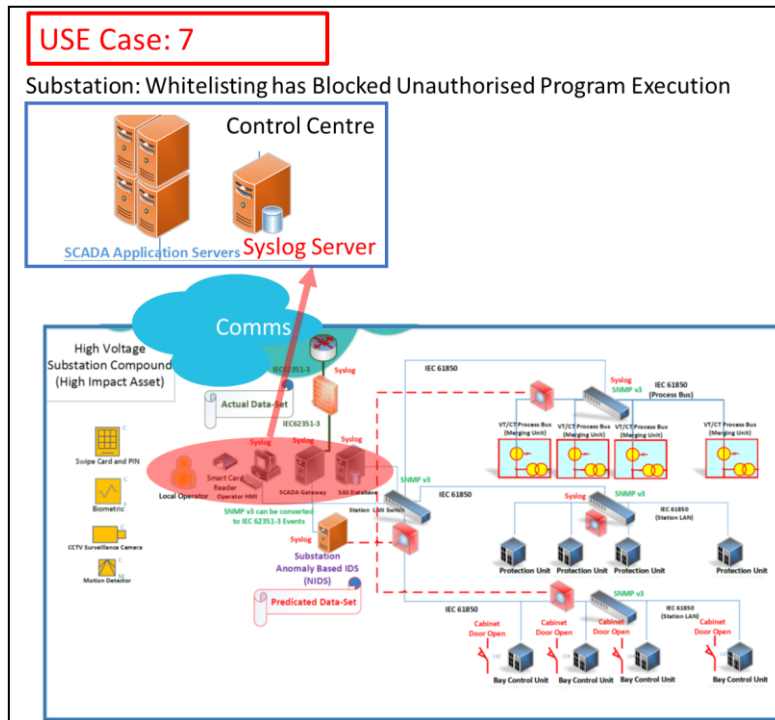 USE Case: 7
Substation: Whitelisting has Blocked Unauthorised Program Execution
Control Centre
SCADA Application Servers
Syslog Server
Comms
High Voltage
Substation Compound
(High Impact Asset)
IEC62351-3
Syslog
Actual Data-Set
IEC62351-3
IEC 61850
Syslog
SNMP v3
IEC 61850
(Process Bus)
VT/CT Process Bus
(Merging Unit)
VT/CT Process Bus
(Merging Unit)
VT/CT Process Bus
(Merging Unit)
VT/CT Process Bus
(Merging Unit)
Swipe Card and PIN
Biometric
CCTV Surveillance Camera
Motion Detector
Local Operator
Smart Card
Reader
Syslog
Operator HMI
Syslog
SCADA Gateway
Syslog
SAS Database
SNMP v3 can be converted
to IEC 62351-3 Events
SNMP v3
Station LAN Switch
IEC 61850
Syslog
SNMP v3
IEC 61850
(Station LAN)
Protection Unit
Protection Unit
Protection Unit
Protection Unit
Syslog
Substation
Anomaly Based IDS
(NIDS)
Predicated Data-Set
IEC 61850
SNMP v3
IEC 61850
(Station LAN)
Cabinet
Door Open
Cabinet
Door Open
Cabinet
Door Open
Cabinet
Door Open
Bay Control Unit
Bay Control Unit
Bay Control Unit
Bay Control Unit